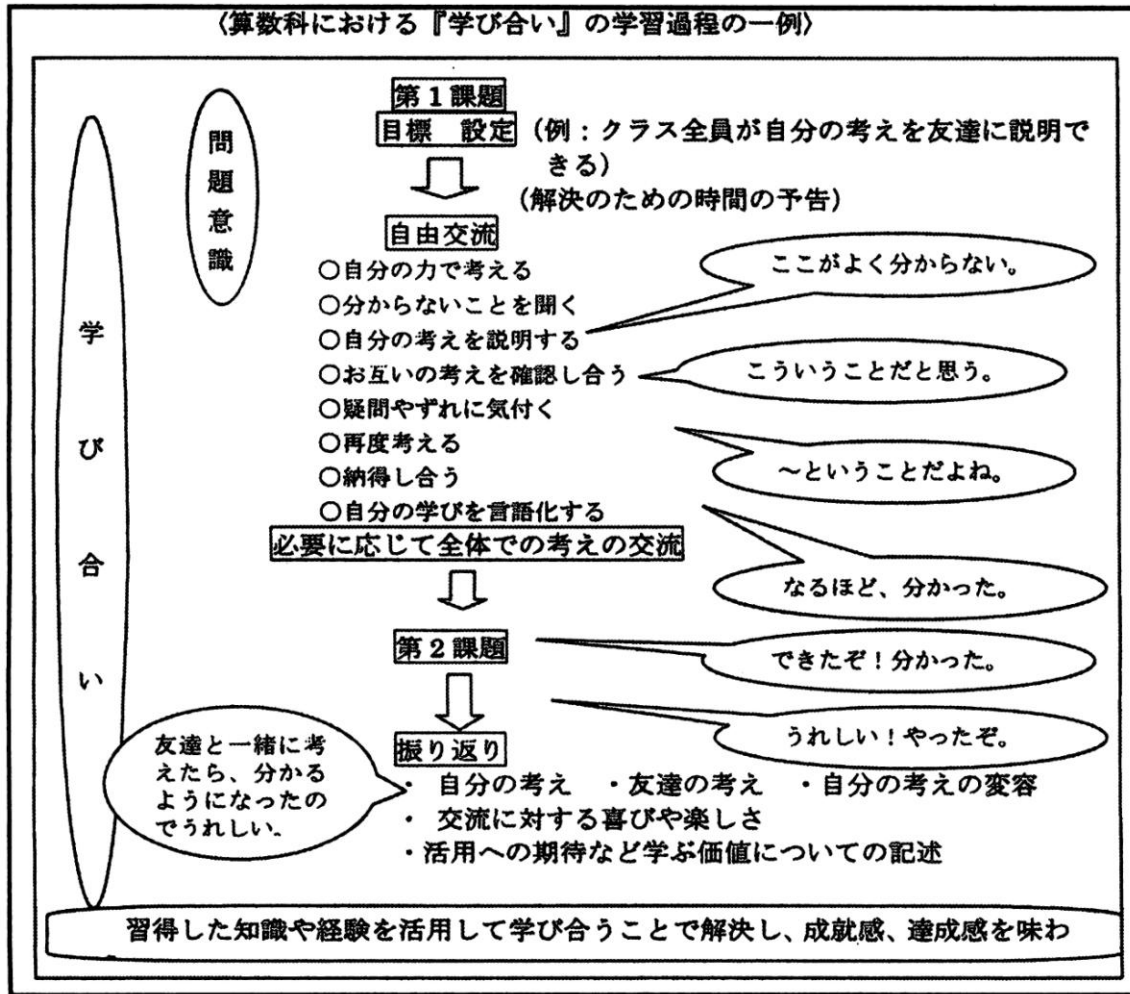 〈算数科における『学び合い』の学習過程の一例〉
学び合い
問題意識
第1課題
目標　設定
(例：クラス全員が自分の考えを友達に説明で
きる)
(解決のための時間の予告)
自由交流
○自分の力で考える
○分からないことを聞く
○自分の考えを説明する
○お互いの考えを確認し合う
○疑問やずれに気付く
○再度考える
○納得し合う
○自分の学びを言語化する
ここがよく分からない。
こういうことだと思う。
～ということだよね。
なるほど、分かった。
必要に応じて全体での考えの交流
第2課題
できたぞ！分かった。
うれしい！やったぞ。
振り返り
友達と一緒に考
えたら、分かる
ようになったの
でうれしい。
・ 自分の考え　・友達の考え　・自分の考えの変容
・ 交流に対する喜びや楽しさ
・活用への期待など学ぶ価値についての記述
習得した知識や経験を活用して学び合うことで解決し、成就感、達成感を味わ